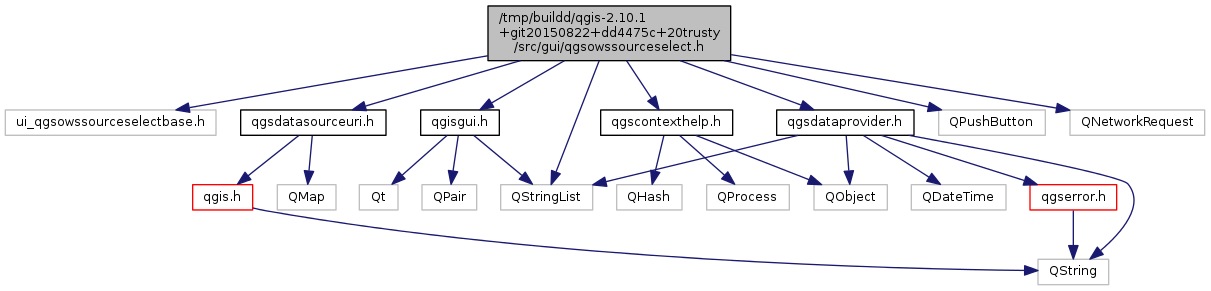 /tmp/buildd/qgis-2.10.1
+git20150822+dd4475c+20trusty
/src/gui/qgsowssourceselect.h
ui_qgsowssourceselectbase.h
qgsdatasourceuri.h
qgisgui.h
qgscontexthelp.h
qgsdataprovider.h
QPushButton
QNetworkRequest
qgis.h
QMap
Qt
QPair
QStringList
QHash
QProcess
QObject
QDateTime
qgserror.h
QString